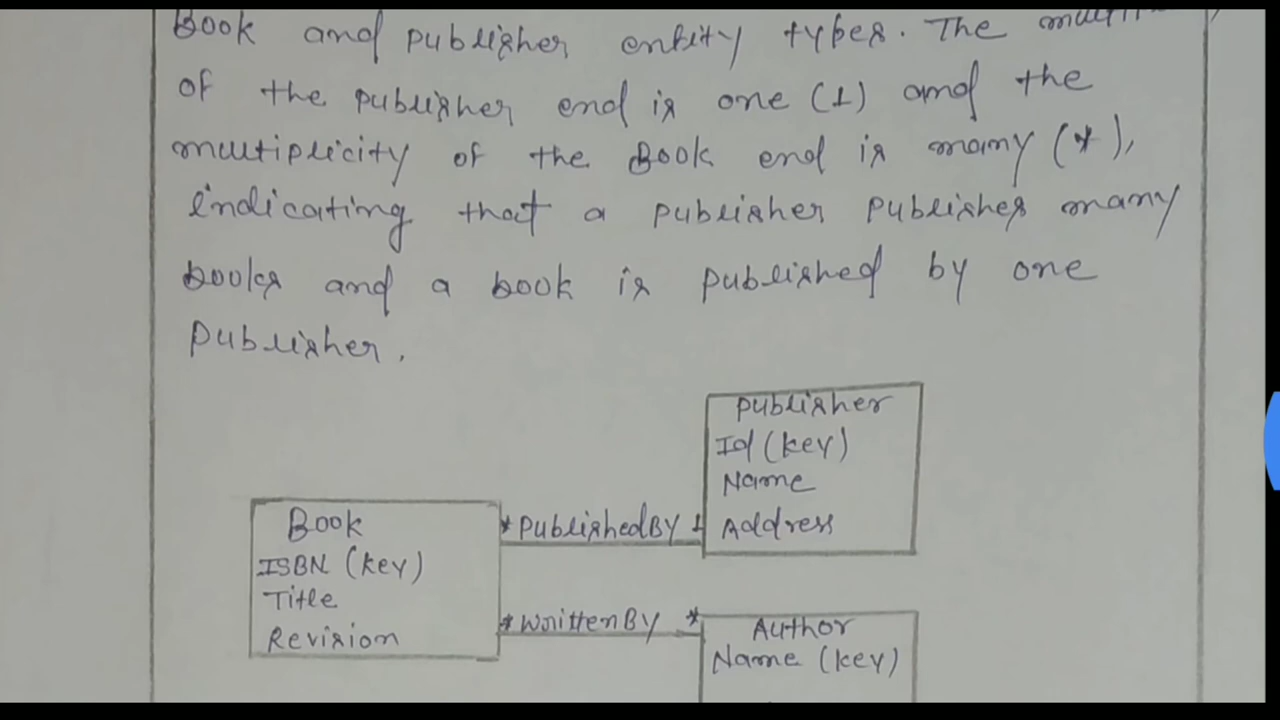 Book and publisher entity types. The
of the publisher end is one (1) and the
multiplicity of the Book end is many (*),
indicating that a publisher publishes many
books and a book is published by one
publisher.
Publisher
Id (key)
Name
Address
Book
ISBN (key)
Title
Revision
* PublishedBY 1
* WrittenBY *
Author
Name (key)